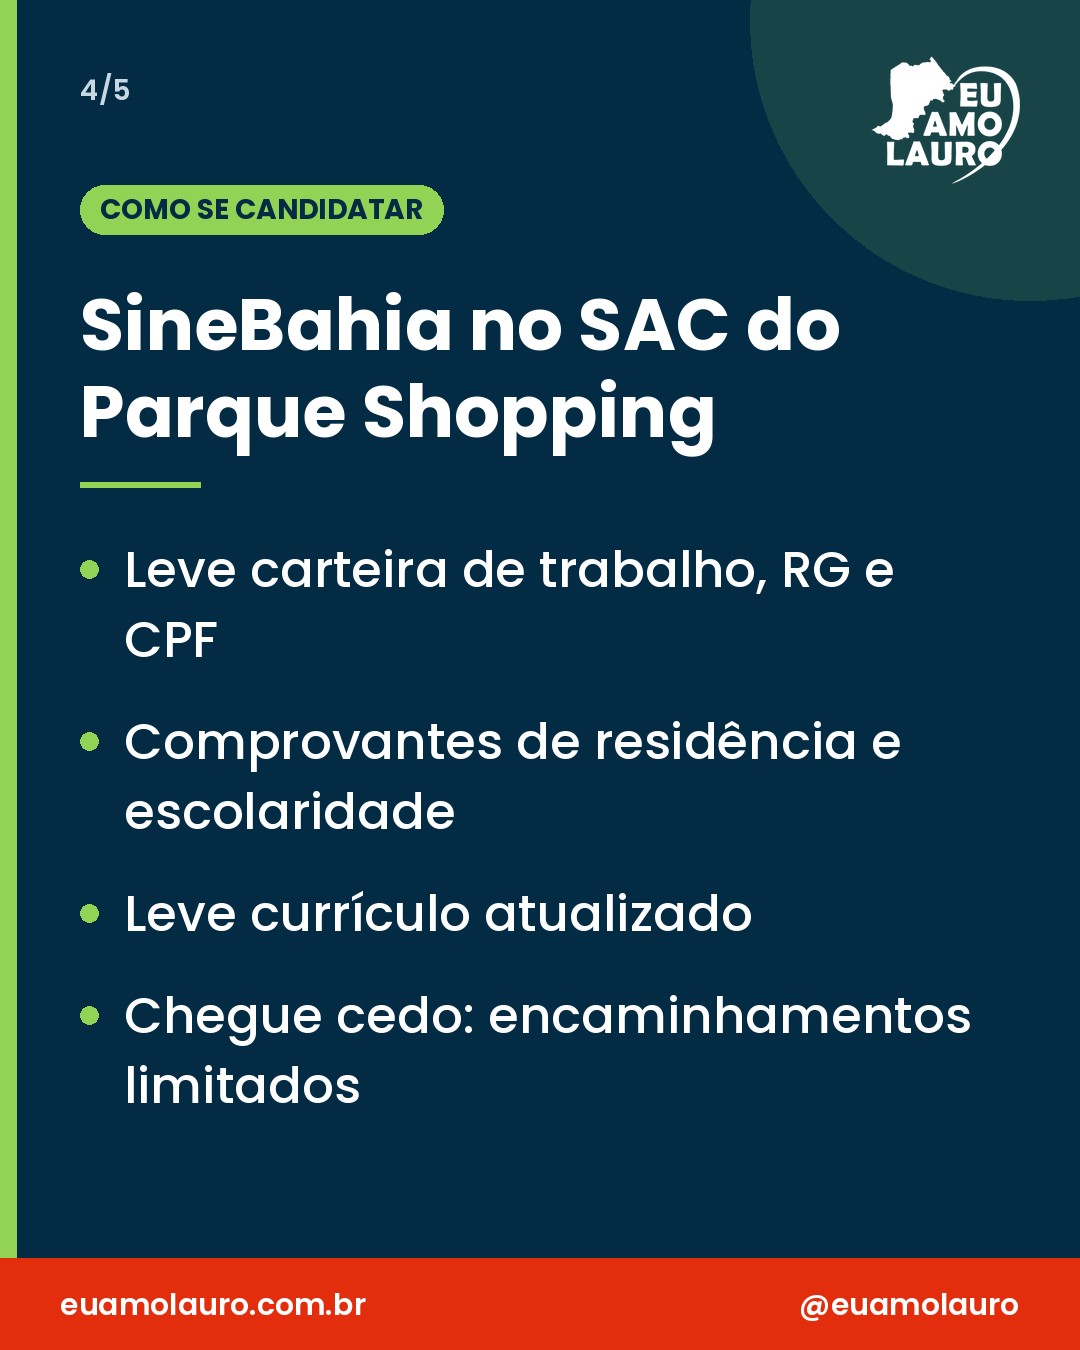 4/5
EU
AMO
LAURO
COMO SE CANDIDATAR
SineBahia no SAC do
Parque Shopping
Leve carteira de trabalho, RG e
CPF
Comprovantes de residência e
escolaridade
Leve currículo atualizado
Chegue cedo: encaminhamentos
limitados
euamolauro.com.br
@euamolauro